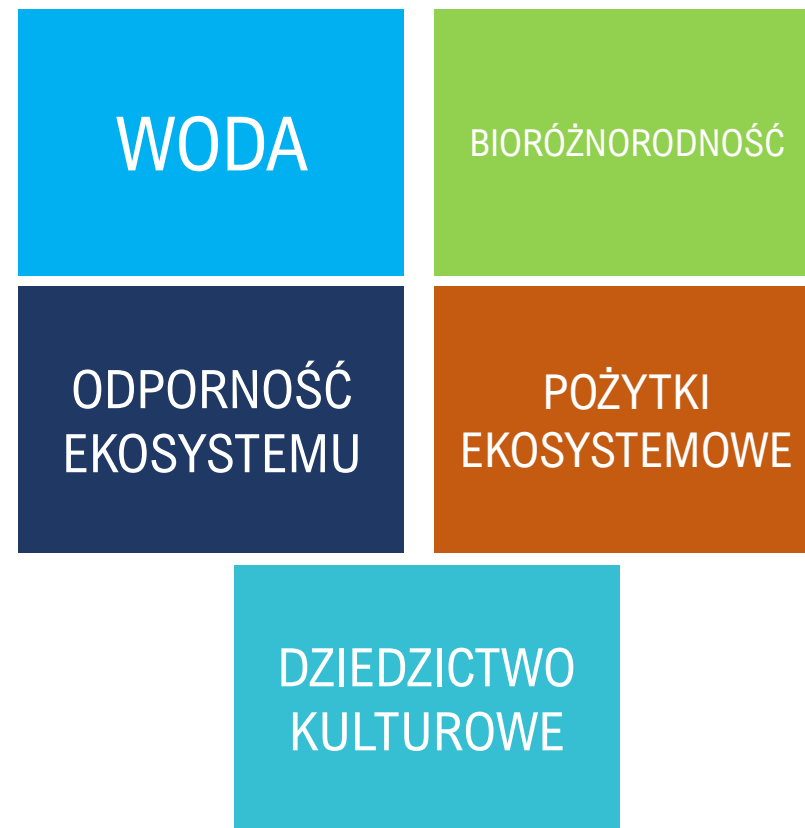 WODA
BIORÓŻNORODNOŚĆ
ODPORNOŚĆ
EKOSYSTEMU
POŻYTKI
EKOSYSTEMOWE
DZIEDZICTWO
KULTUROWE